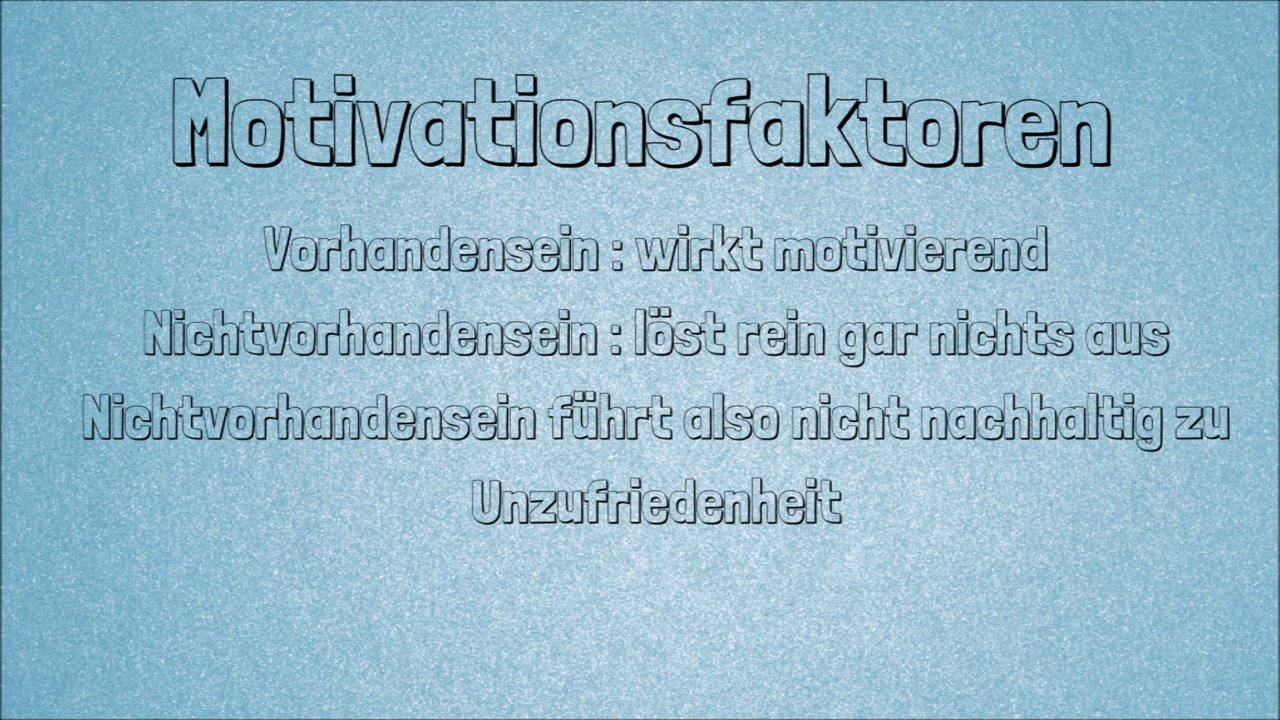 Motivationsfaktoren
Vorhandensein : wirkt motivierend
Nichtvorhandensein : löst rein gar nichts aus
Nichtvorhandensein führt also nicht nachhaltig zu
Unzufriedenheit